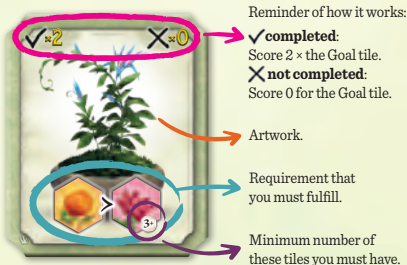 Reminder of how it works:
✓×2 ✕×0
✓completed:
Score 2 × the Goal tile.
✕ not completed:
Score 0 for the Goal tile.
Artwork.
Requirement that
you must fulfill.
>
3+
Minimum number of
these tiles you must have.